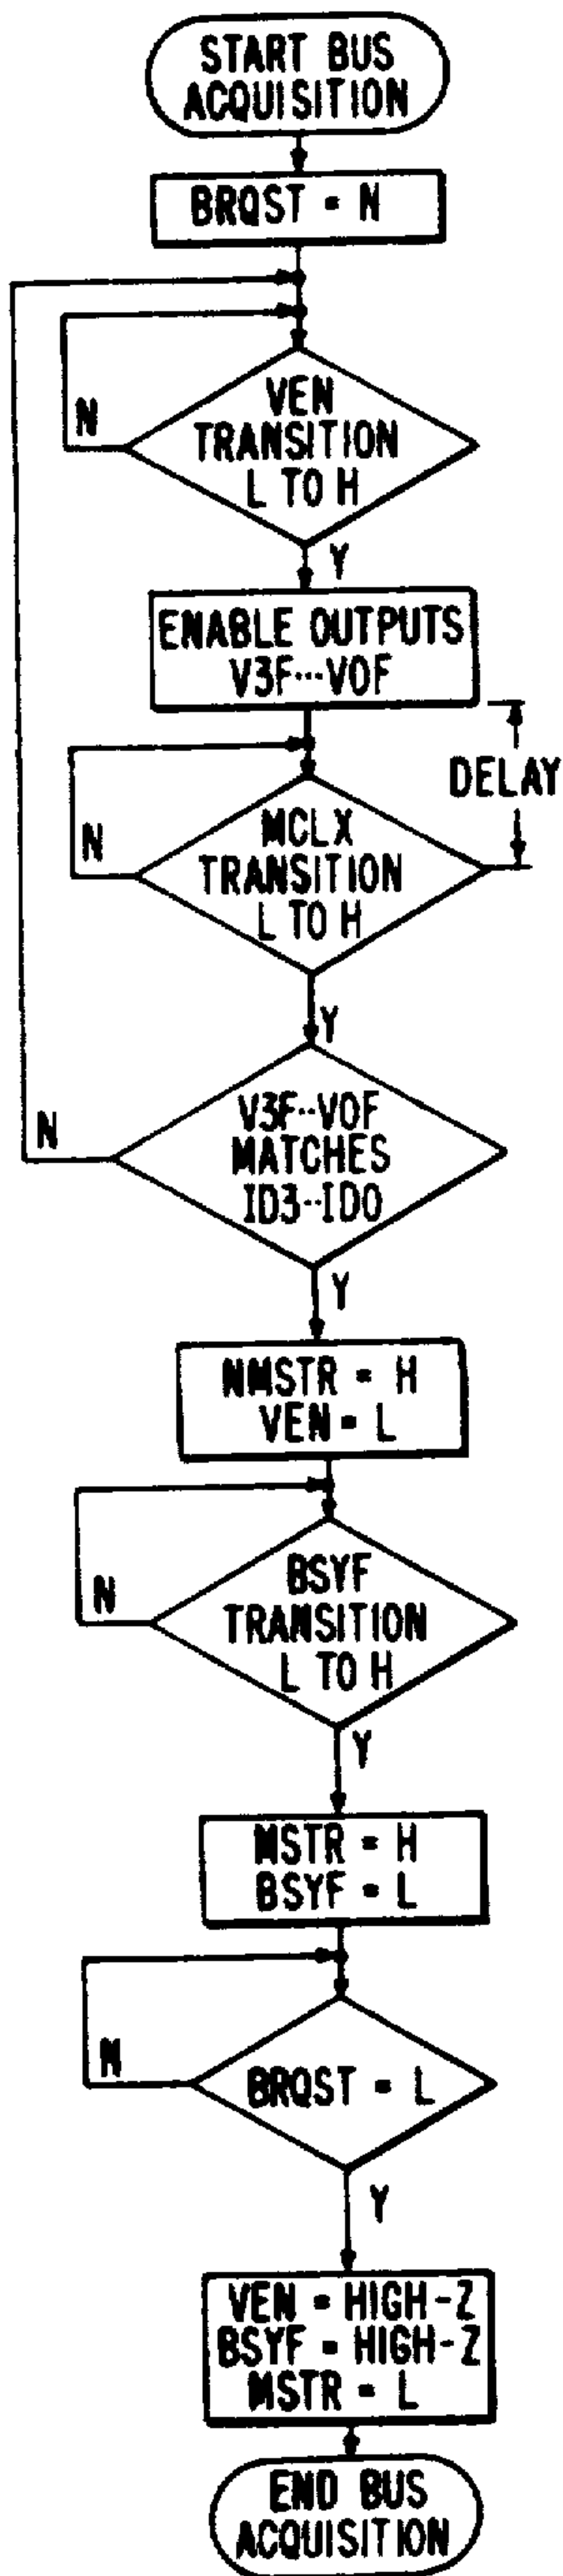 START BUS
ACQUISITION
BRQST = N
VEN
TRANSITION
L TO H
N
Y
ENABLE OUTPUTS
V3F···V0F
DELAY
MCLX
TRANSITION
L TO H
N
Y
V3F··V0F
MATCHES
ID3··ID0
N
Y
NMSTR = H
VEN = L
BSYF
TRANSITION
L TO H
N
Y
MSTR = H
BSYF = L
BRQST = L
N
Y
VEN = HIGH-Z
BSYF = HIGH-Z
MSTR = L
END BUS
ACQUISITION